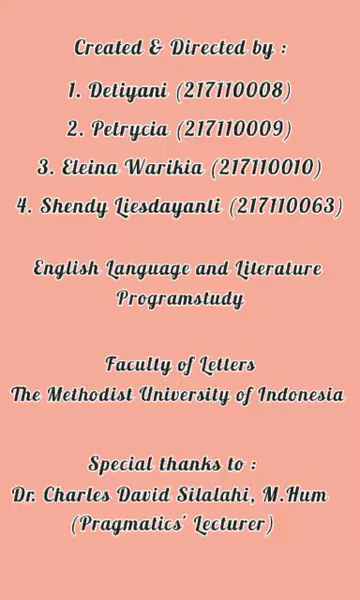 Created & Directed by :
1. Detiyani (217110008)
2. Petrycia (217110009)
3. Eleina Warikia (217110010)
4. Shendy Liesdayanti (217110063)
English Language and Literature
Programstudy
Faculty of Letters
The Methodist University of Indonesia
Special thanks to :
Dr. Charles David Silalahi, M.Hum
(Pragmatics' Lecturer)